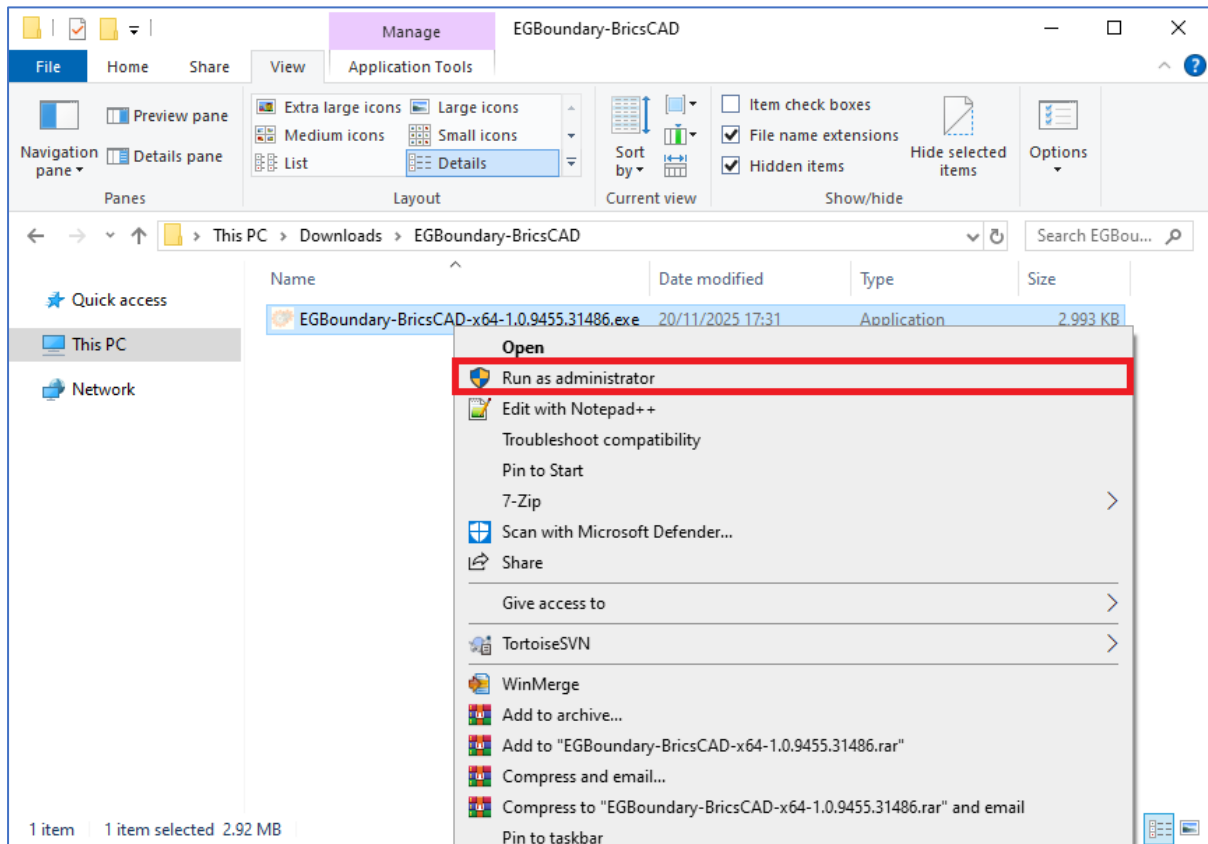 Manage
EGBoundary-BricsCAD
File
Home
Share
View
Application Tools
Navigation
pane
Preview pane
Details pane
Panes
Extra large icons
Large icons
Medium icons
Small icons
List
Details
Layout
Sort
by
Current view
Item check boxes
File name extensions
Hidden items
Hide selected
items
Show/hide
Options
This PC > Downloads > EGBoundary-BricsCAD
Search EGBou...
Quick access
This PC
Network
Name
Date modified
Type
Size
EGBoundary-BricsCAD-x64-1.0.9455.31486.exe
20/11/2025 17:31
Application
2.993 KB
Open
Run as administrator
Edit with Notepad++
Troubleshoot compatibility
Pin to Start
7-Zip
Scan with Microsoft Defender...
Share
Give access to
TortoiseSVN
WinMerge
Add to archive...
Add to "EGBoundary-BricsCAD-x64-1.0.9455.31486.rar"
Compress and email...
Compress to "EGBoundary-BricsCAD-x64-1.0.9455.31486.rar" and email
Pin to taskbar
1 item
1 item selected 2.92 MB